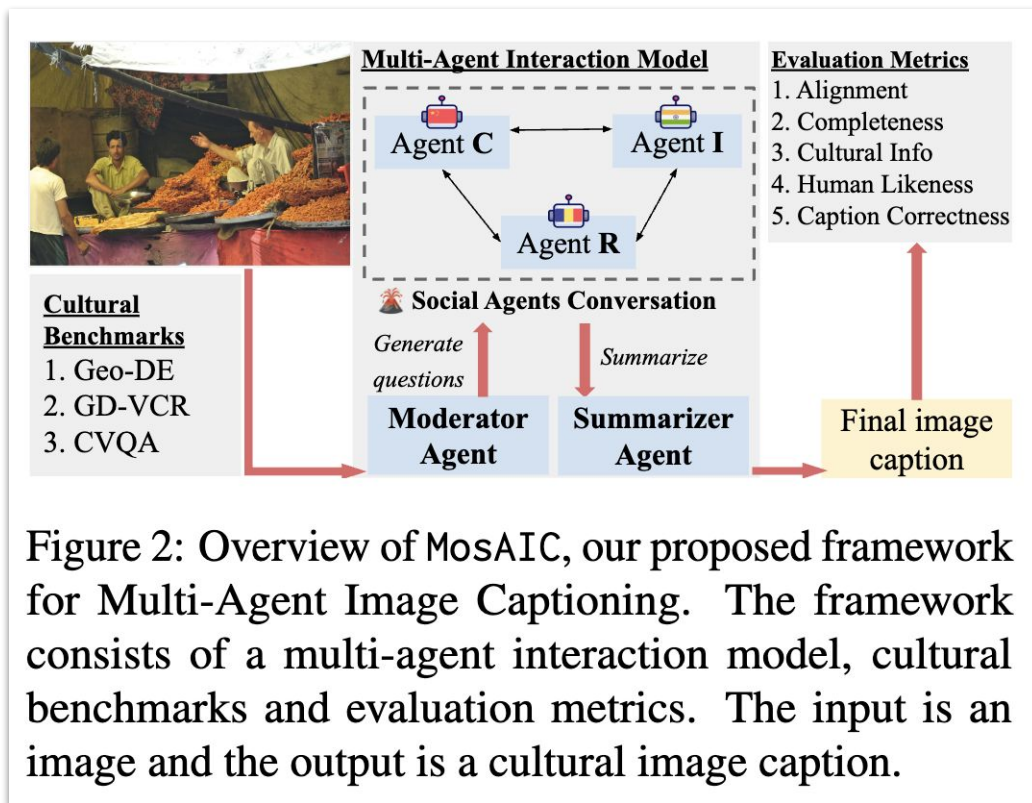 Multi-Agent Interaction Model
Agent C
Agent I
Agent R
🌋 Social Agents Conversation
Generate
questions
Summarize
Moderator
Agent
Summarizer
Agent
Cultural
Benchmarks
1. Geo-DE
2. GD-VCR
3. CVQA
Evaluation Metrics
1. Alignment
2. Completeness
3. Cultural Info
4. Human Likeness
5. Caption Correctness
Final image
caption
Figure 2: Overview of MosAIC, our proposed framework
for Multi-Agent Image Captioning. The framework
consists of a multi-agent interaction model, cultural
benchmarks and evaluation metrics. The input is an
image and the output is a cultural image caption.